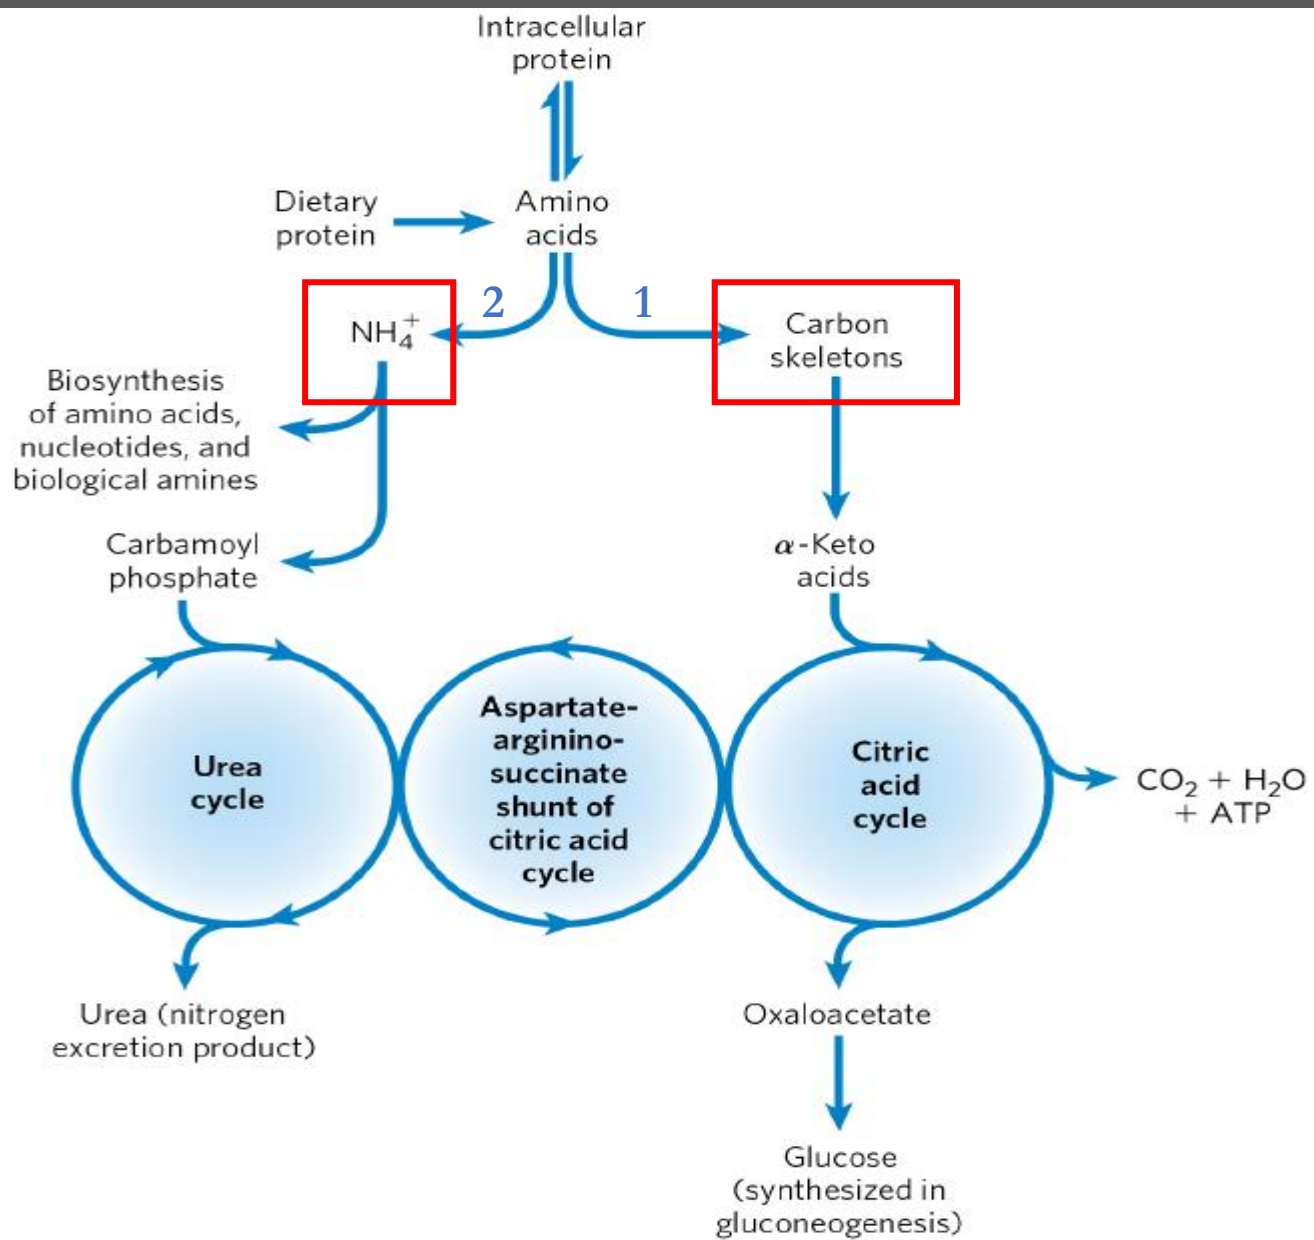 Intracellular
protein
Dietary
protein
Amino
acids
2
1
NH₄⁺
Carbon
skeletons
Biosynthesis
of amino acids,
nucleotides, and
biological amines
Carbamoyl
phosphate
α-Keto
acids
Urea
cycle
Aspartate-
arginino-
succinate
shunt of
citric acid
cycle
Citric
acid
cycle
CO₂ + H₂O
+ ATP
Urea (nitrogen
excretion product)
Oxaloacetate
Glucose
(synthesized in
gluconeogenesis)